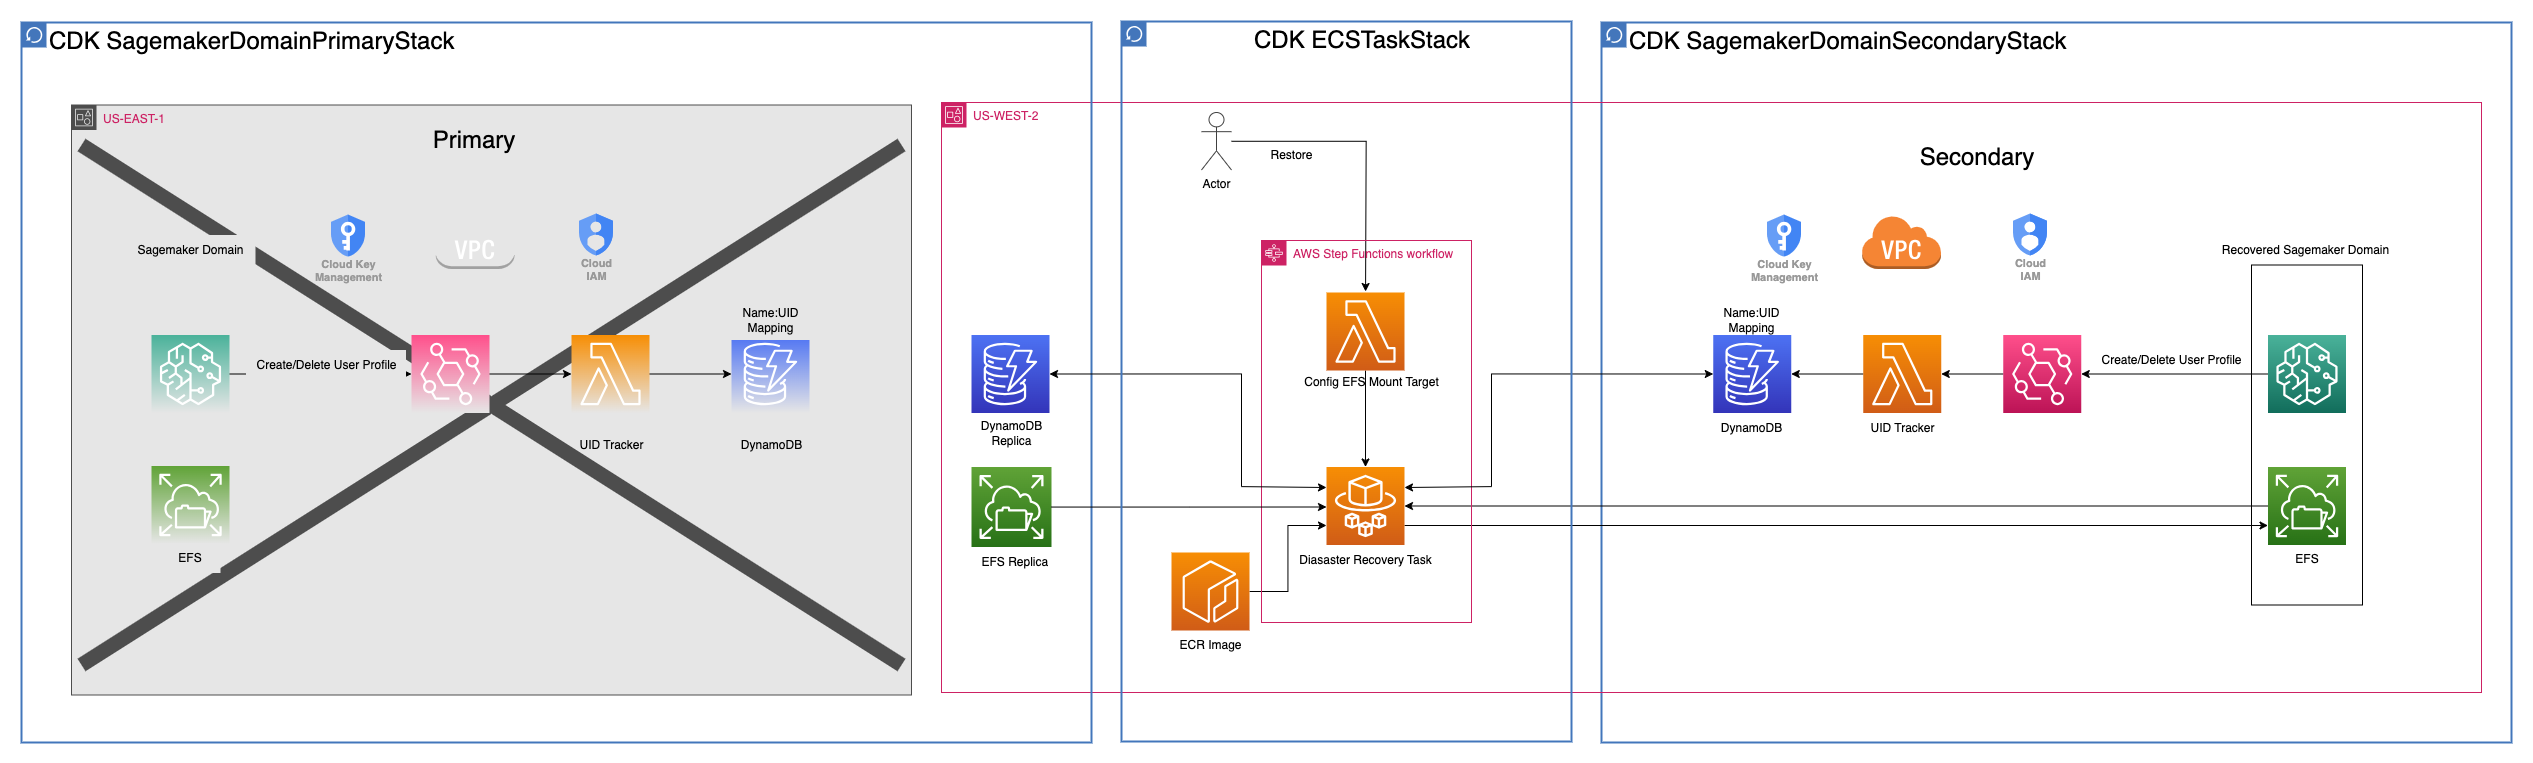 CDK SagemakerDomainPrimaryStack
US-EAST-1
Primary
Sagemaker Domain
Cloud Key
Management
VPC
Cloud
IAM
Create/Delete User Profile
UID Tracker
Name:UID
Mapping
DynamoDB
EFS
US-WEST-2
DynamoDB
Replica
EFS Replica
CDK ECSTaskStack
Actor
Restore
AWS Step Functions workflow
Config EFS Mount Target
Diasaster Recovery Task
ECR Image
CDK SagemakerDomainSecondaryStack
Secondary
Cloud Key
Management
VPC
Cloud
IAM
Recovered Sagemaker Domain
Name:UID
Mapping
DynamoDB
UID Tracker
Create/Delete User Profile
EFS